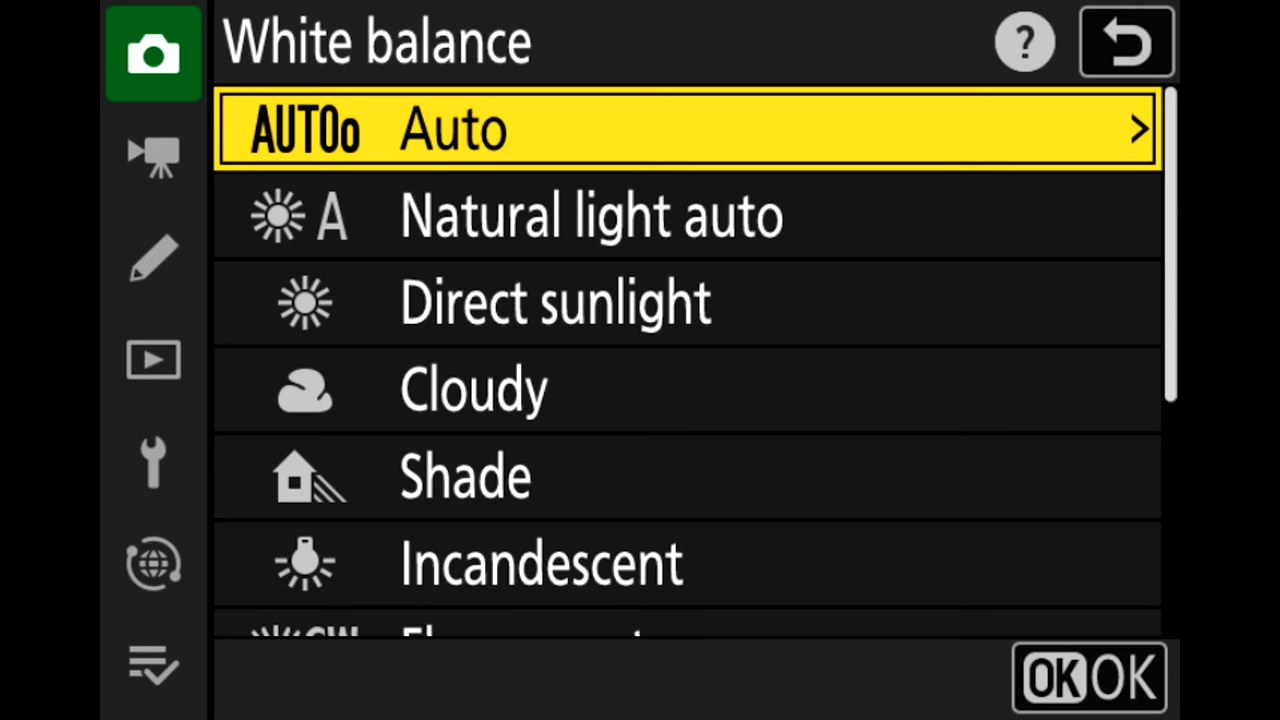 White balance
?
AUTO0 Auto >
A Natural light auto
Direct sunlight
Cloudy
Shade
Incandescent
OK OK